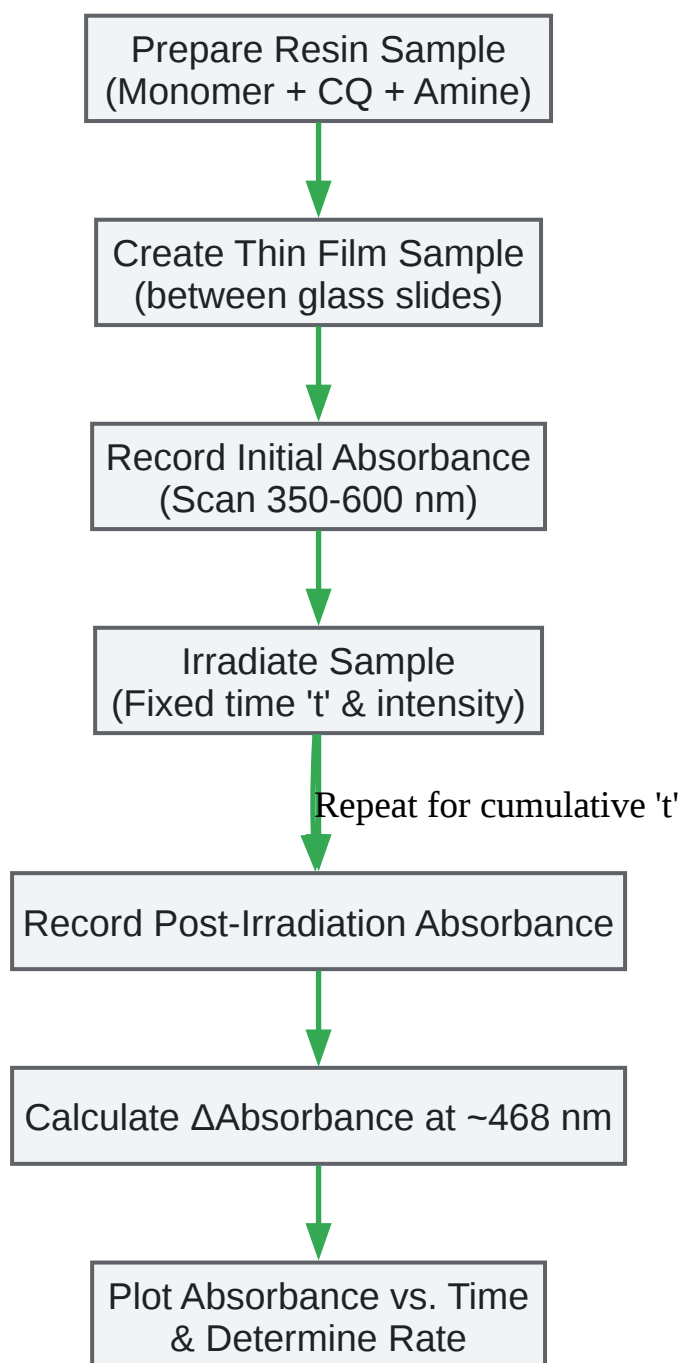 Prepare Resin Sample
(Monomer + CQ + Amine)
Create Thin Film Sample
(between glass slides)
Record Initial Absorbance
(Scan 350-600 nm)
Irradiate Sample
(Fixed time 't' & intensity)
Repeat for cumulative 't'
Record Post-Irradiation Absorbance
Calculate ΔAbsorbance at ~468 nm
Plot Absorbance vs. Time
& Determine Rate